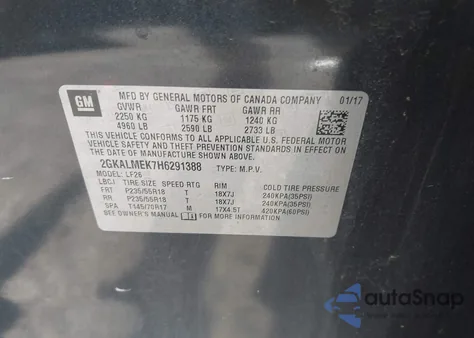 GM
MFD BY GENERAL MOTORS OF CANADA COMPANY 01/17
GVWR GAWR FRT GAWR RR
2250 KG 1175 KG 1240 KG
4960 LB 2590 LB 2733 LB
THIS VEHICLE CONFORMS TO ALL APPLICABLE U.S. FEDERAL
MOTOR VEHICLE SAFETY, BUMPER, AND THEFT PREVENTION
STANDARDS IN EFFECT ON THE DATE OF MANUFACTURE SHOWN
ABOVE.
2GKALMEK7H6291388 TYPE: M.P.V.
MODEL: LF26
LBCJ TIRE SIZE SPEED RTG RIM COLD TIRE PRESSURE
FRT P235/55R18 T 18X7J 240KPA(35PSI)
RR P235/55R18 T 18X7J 240KPA(35PSI)
SPA T145/70R17 M 17X4.5T 420KPA(60PSI)
SEE OWNER'S MANUAL FOR MORE INFORMATION.
autoSnap